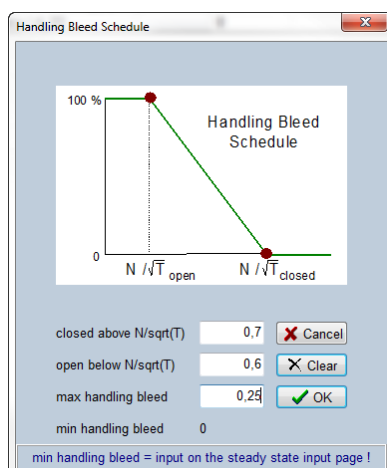 Handling Bleed Schedule
100 %
Handling Bleed
Schedule
0
N /√T open
N /√T closed
closed above N/sqrt(T) 0,7 Cancel
open below N/sqrt(T) 0,6 Clear
max handling bleed 0,25 OK
min handling bleed 0
min handling bleed = input on the steady state input page !